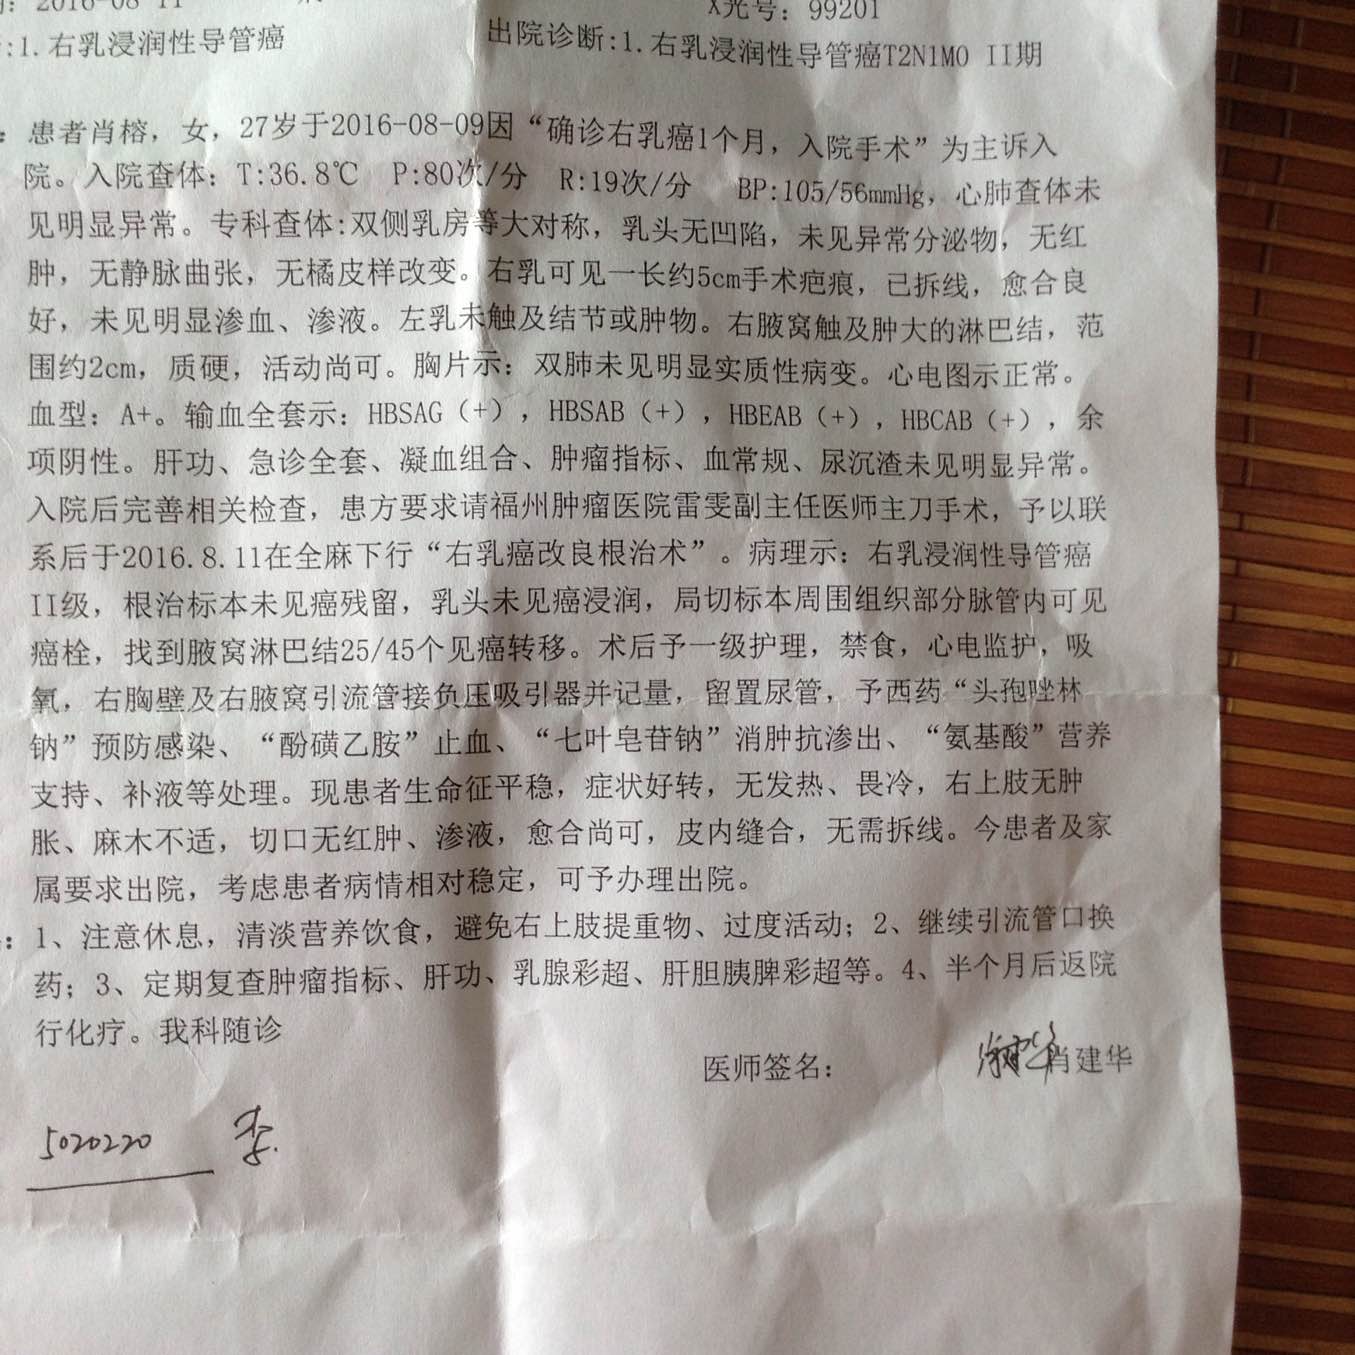 2016-08-11
X光号：99201
:1.右乳浸润性导管癌
出院诊断:1.右乳浸润性导管癌T2N1M0 II期
：患者肖榕，女，27岁于2016-08-09因“确诊右乳癌1个月，入院手术”为主诉入
院。入院查体：T:36.8℃ P:80次/分 R:19次/分 BP:105/56mmHg，心肺查体未
见明显异常。专科查体:双侧乳房等大对称，乳头无凹陷，未见异常分泌物，无红
肿，无静脉曲张，无橘皮样改变。右乳可见一长约5cm手术疤痕，已拆线，愈合良
好，未见明显渗血、渗液。左乳未触及结节或肿物。右腋窝触及肿大的淋巴结，范
围约2cm，质硬，活动尚可。胸片示：双肺未见明显实质性病变。心电图示正常。
血型：A+。输血全套示：HBSAG（+），HBSAB（+），HBEAB（+），HBCAB（+），余
项阴性。肝功、急诊全套、凝血组合、肿瘤指标、血常规、尿沉渣未见明显异常。
入院后完善相关检查，患方要求请福州肿瘤医院雷雯副主任医师主刀手术，予以联
系后于2016.8.11在全麻下行“右乳癌改良根治术”。病理示：右乳浸润性导管癌
II级，根治标本未见癌残留，乳头未见癌浸润，局切标本周围组织部分脉管内可见
癌栓，找到腋窝淋巴结25/45个见癌转移。术后予一级护理，禁食，心电监护，吸
氧，右胸壁及右腋窝引流管接负压吸引器并记量，留置尿管，予西药“头孢唑林
钠”预防感染、“酚磺乙胺”止血、“七叶皂苷钠”消肿抗渗出、“氨基酸”营养
支持、补液等处理。现患者生命征平稳，症状好转，无发热、畏冷，右上肢无肿
胀、麻木不适，切口无红肿、渗液，愈合尚可，皮内缝合，无需拆线。今患者及家
属要求出院，考虑患者病情相对稳定，可予办理出院。
：1、注意休息，清淡营养饮食，避免右上肢提重物、过度活动；2、继续引流管口换
药；3、定期复查肿瘤指标、肝功、乳腺彩超、肝胆胰脾彩超等。4、半个月后返院
行化疗。我科随诊
医师签名： 肖建华
5020220 李